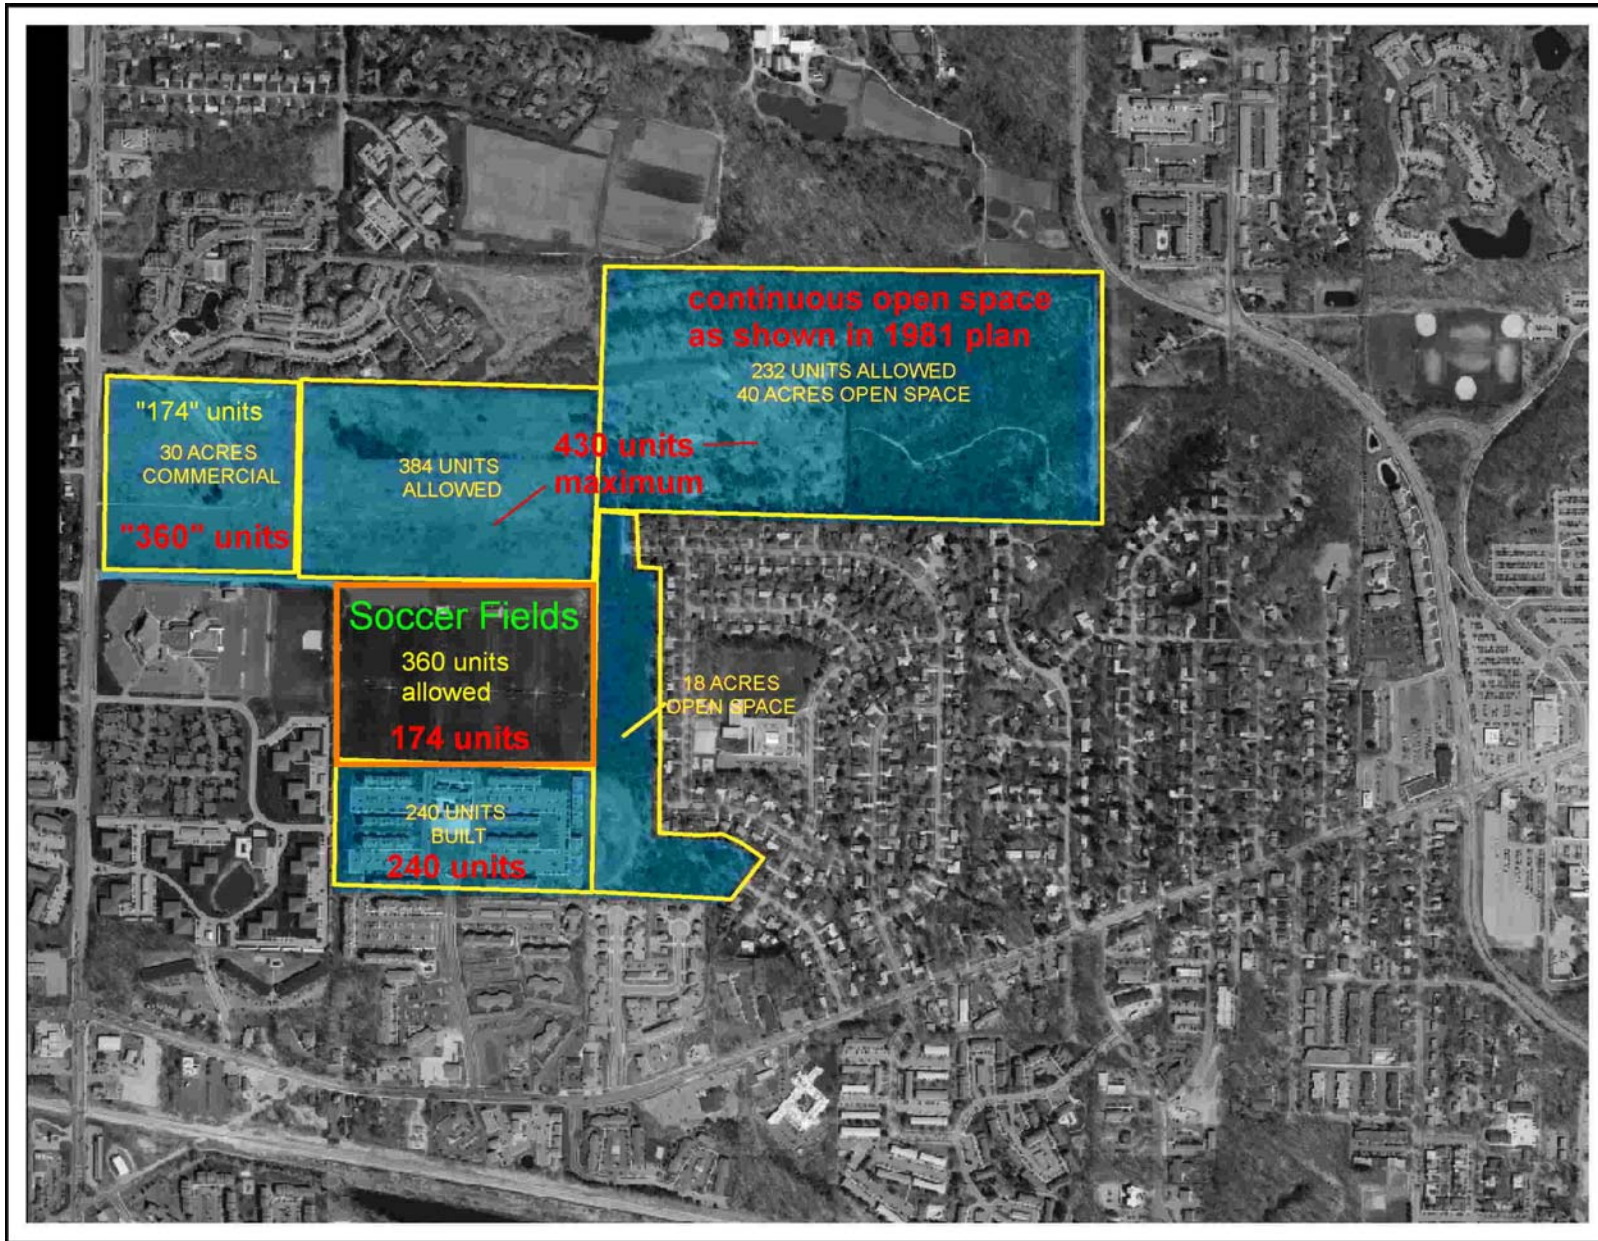 continuous open space
as shown in 1981 plan
232 UNITS ALLOWED
40 ACRES OPEN SPACE
"174" units
30 ACRES
COMMERCIAL
"360" units
384 UNITS
ALLOWED
430 units
maximum
Soccer Fields
360 units
allowed
174 units
18 ACRES
OPEN SPACE
240 UNITS
BUILT
240 units